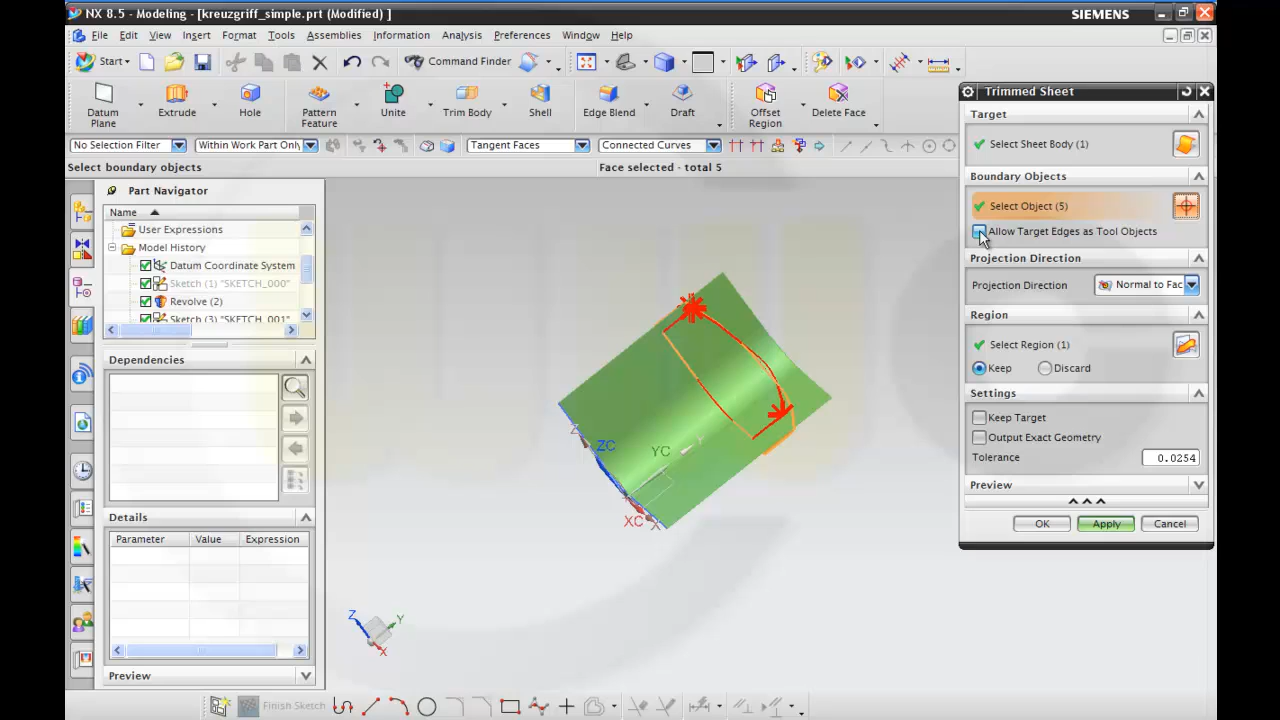 NX 8.5 - Modeling - [kreuzgriff_simple.prt (Modified) ]
SIEMENS
File Edit View Insert Format Tools Assemblies Information Analysis Preferences Window Help
Start Command Finder
Datum Plane Extrude Hole Pattern Feature Unite Trim Body Shell Edge Blend Draft Offset Region Delete Face
No Selection Filter Within Work Part Only Tangent Faces Connected Curves
Select boundary objects Face selected - total 5
Part Navigator
Name
User Expressions
Model History
Datum Coordinate System
Sketch (1) "SKETCH_000"
Revolve (2)
Sketch (3) "SKETCH_001"
Dependencies
Details
Parameter Value Expression
Preview
Z
ZC
YC
Y
XC
X
Z
Y
X
Trimmed Sheet
Target
Select Sheet Body (1)
Boundary Objects
Select Object (5)
Allow Target Edges as Tool Objects
Projection Direction
Projection Direction Normal to Fac
Region
Select Region (1)
Keep Discard
Settings
Keep Target
Output Exact Geometry
Tolerance 0.0254
Preview
OK Apply Cancel
Finish Sketch